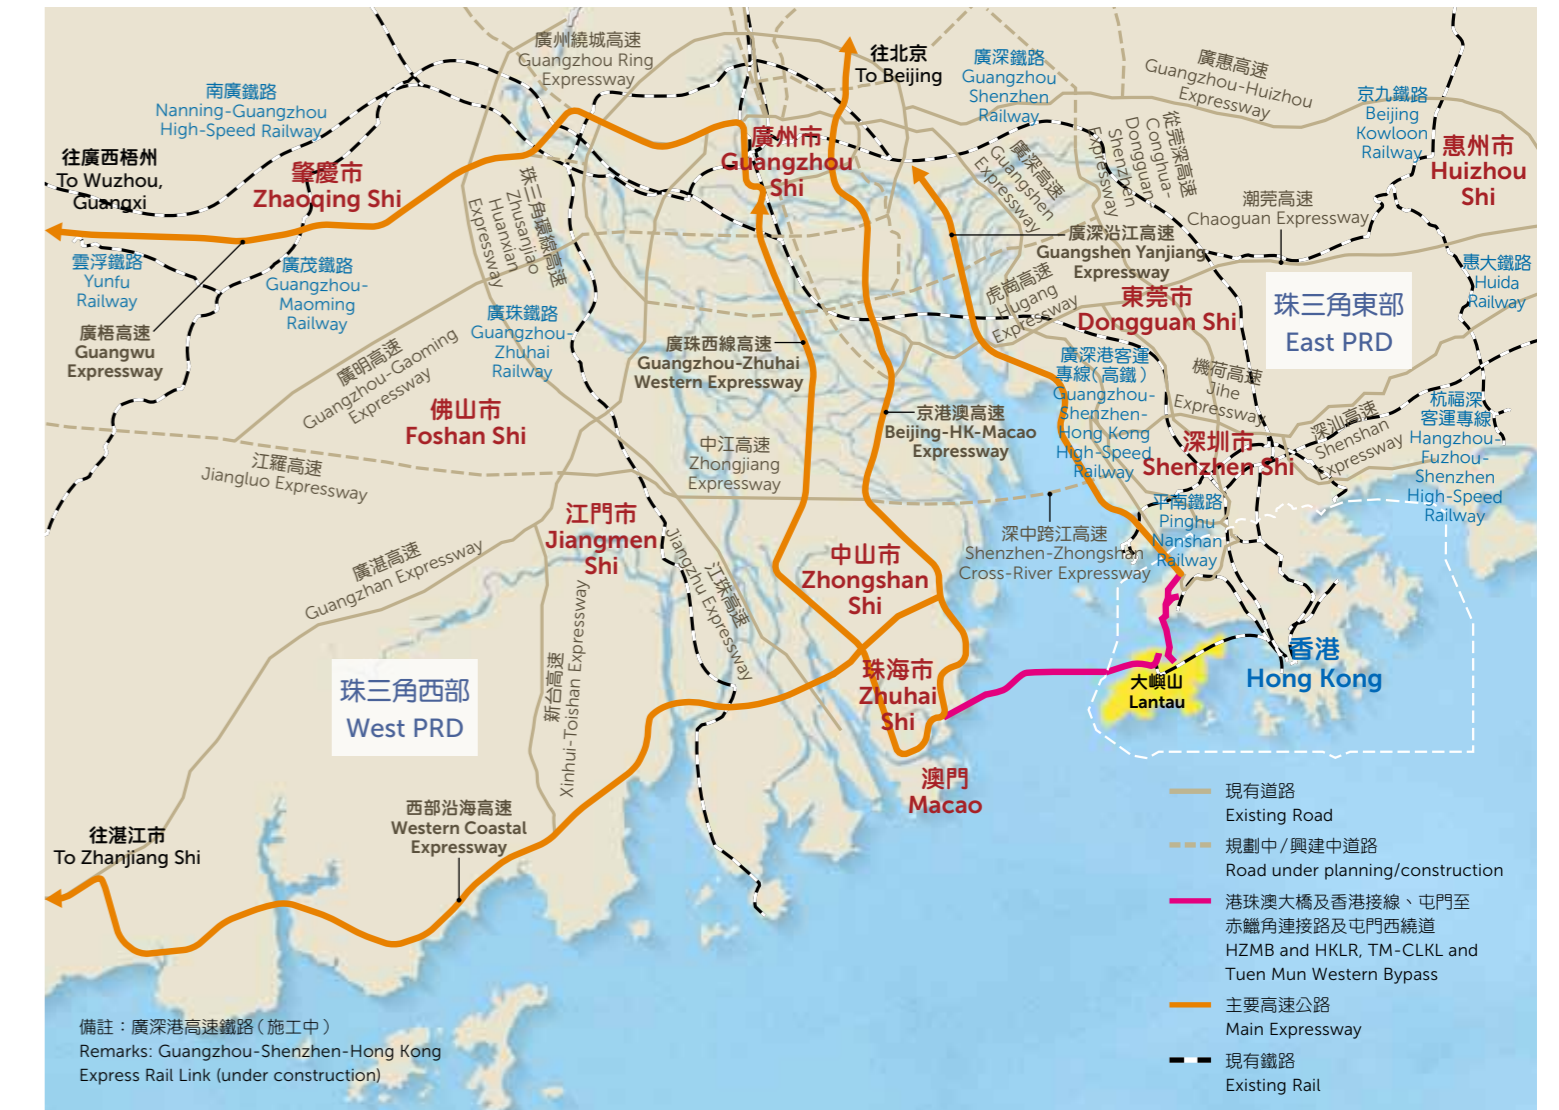 廣州繞城高速
Guangzhou Ring
Expressway
往北京
To Beijing
廣深鐵路
Guangzhou
Shenzhen
Railway
廣惠高速
Guangzhou-Huizhou
Expressway
京九鐵路
Beijing
Kowloon
Railway
南廣鐵路
Nanning-Guangzhou
High-Speed Railway
往廣西梧州
To Wuzhou,
Guangxi
肇慶市
Zhaoqing Shi
廣州市
Guangzhou
Shi
惠州市
Huizhou
Shi
從莞深高速
Conghua-
Dongguan-
Shenzhen
Expressway
廣深高速
Guangshen
Expressway
珠三角環線高速
Zhusanjiao
Huanxian
Expressway
潮莞高速
Chaoguan Expressway
廣深沿江高速
Guangshen Yanjiang
Expressway
雲浮鐵路
Yunfu
Railway
廣茂鐵路
Guangzhou-
Maoming
Railway
惠大鐵路
Huida
Railway
虎崗高速
Hugang
Expressway
東莞市
Dongguan Shi
珠三角東部
East PRD
廣梧高速
Guangwu
Expressway
廣明高速
Guangzhou-Gaoming
Expressway
廣珠鐵路
Guangzhou-
Zhuhai
Railway
廣珠西線高速
Guangzhou-Zhuhai
Western Expressway
廣深港客運
專線(高鐵)
Guangzhou-
Shenzhen-
Hong Kong
High-Speed
Railway
機荷高速
Jihe
Expressway
佛山市
Foshan Shi
京港澳高速
Beijing-HK-Macao
Expressway
深圳市
Shenzhen Shi
深汕高速
Shenshan
Expressway
杭福深
客運專線
Hangzhou-
Fuzhou-
Shenzhen
High-Speed
Railway
江羅高速
Jiangluo Expressway
中江高速
Zhongjiang
Expressway
江門市
Jiangmen
Shi
平南鐵路
Pinghu
Nanshan
Railway
深中跨江高速
Shenzhen-Zhongshan
Cross-River Expressway
廣湛高速
Guangzhan Expressway
江珠高速
Jiangzhu Expressway
中山市
Zhongshan
Shi
新台高速
Xinhui-Toishan Expressway
珠三角西部
West PRD
珠海市
Zhuhai
Shi
大嶼山
Lantau
香港
Hong Kong
澳門
Macao
西部沿海高速
Western Coastal
Expressway
往湛江市
To Zhanjiang Shi
現有道路
Existing Road
規劃中/興建中道路
Road under planning/construction
港珠澳大橋及香港接線、屯門至
赤鱲角連接路及屯門西繞道
HZMB and HKLR, TM-CLKL and
Tuen Mun Western Bypass
主要高速公路
Main Expressway
現有鐵路
Existing Rail
備註：廣深港高速鐵路(施工中)
Remarks: Guangzhou-Shenzhen-Hong Kong
Express Rail Link (under construction)